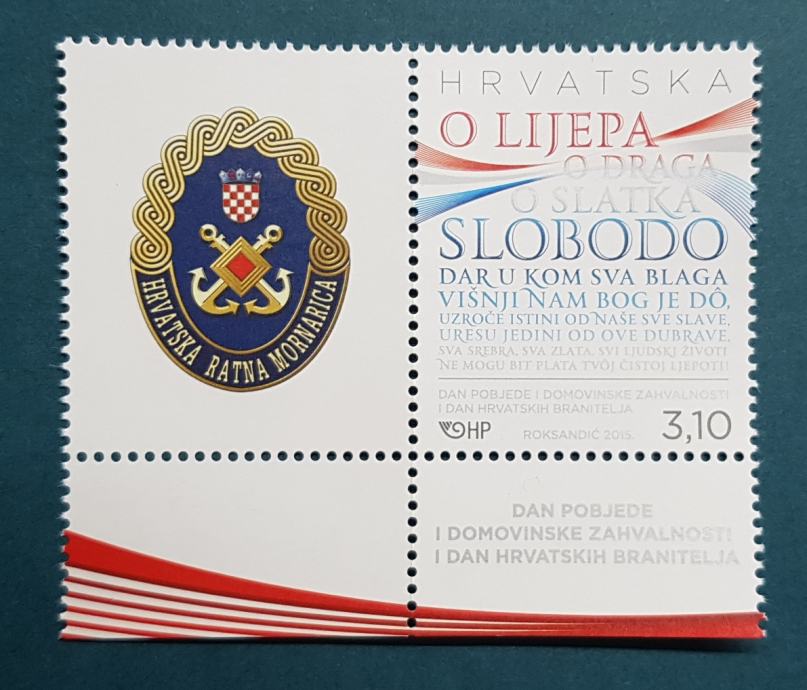 HRVATSKA RATNA MORNARICA
HRVATSKA
O LIJEPA
O DRAGA
O SLATKA
SLOBODO
DAR U KOM SVA BLAGA
VIŠNJI NAM BOG JE DÔ,
UZROČE ISTINI OD NAŠE SVE SLAVE,
URESU JEDINI OD OVE DUBRAVE,
SVA SREBRA, SVA ZLATA, SVI LJUDSKI ŽIVOTI
NE MOGU BIT PLATA TVÔJ ČISTOJ LJEPOTI!
DAN POBJEDE I DOMOVINSKE ZAHVALNOSTI
I DAN HRVATSKIH BRANITELJA
HP ROKSANDIĆ 2015. 3,10
DAN POBJEDE
I DOMOVINSKE ZAHVALNOSTI
I DAN HRVATSKIH BRANITELJA